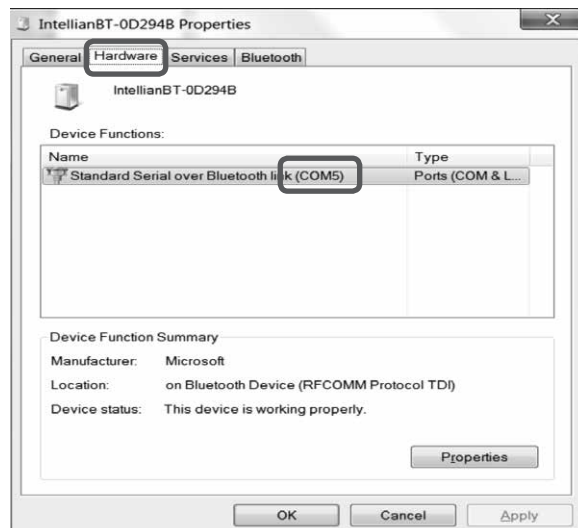 IntellianBT-0D294B Properties
General Hardware Services Bluetooth
IntellianBT-0D294B
Device Functions:
Name Type
Standard Serial over Bluetooth link (COM5) Ports (COM & L...
Device Function Summary
Manufacturer: Microsoft
Location: on Bluetooth Device (RFCOMM Protocol TDI)
Device status: This device is working properly.
Properties
OK Cancel Apply